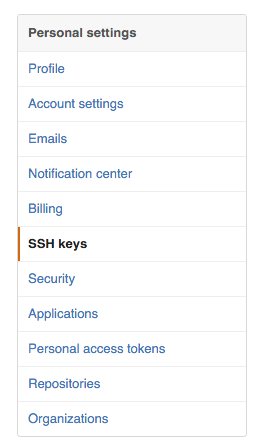 Personal settings
Profile
Account settings
Emails
Notification center
Billing
SSH keys
Security
Applications
Personal access tokens
Repositories
Organizations